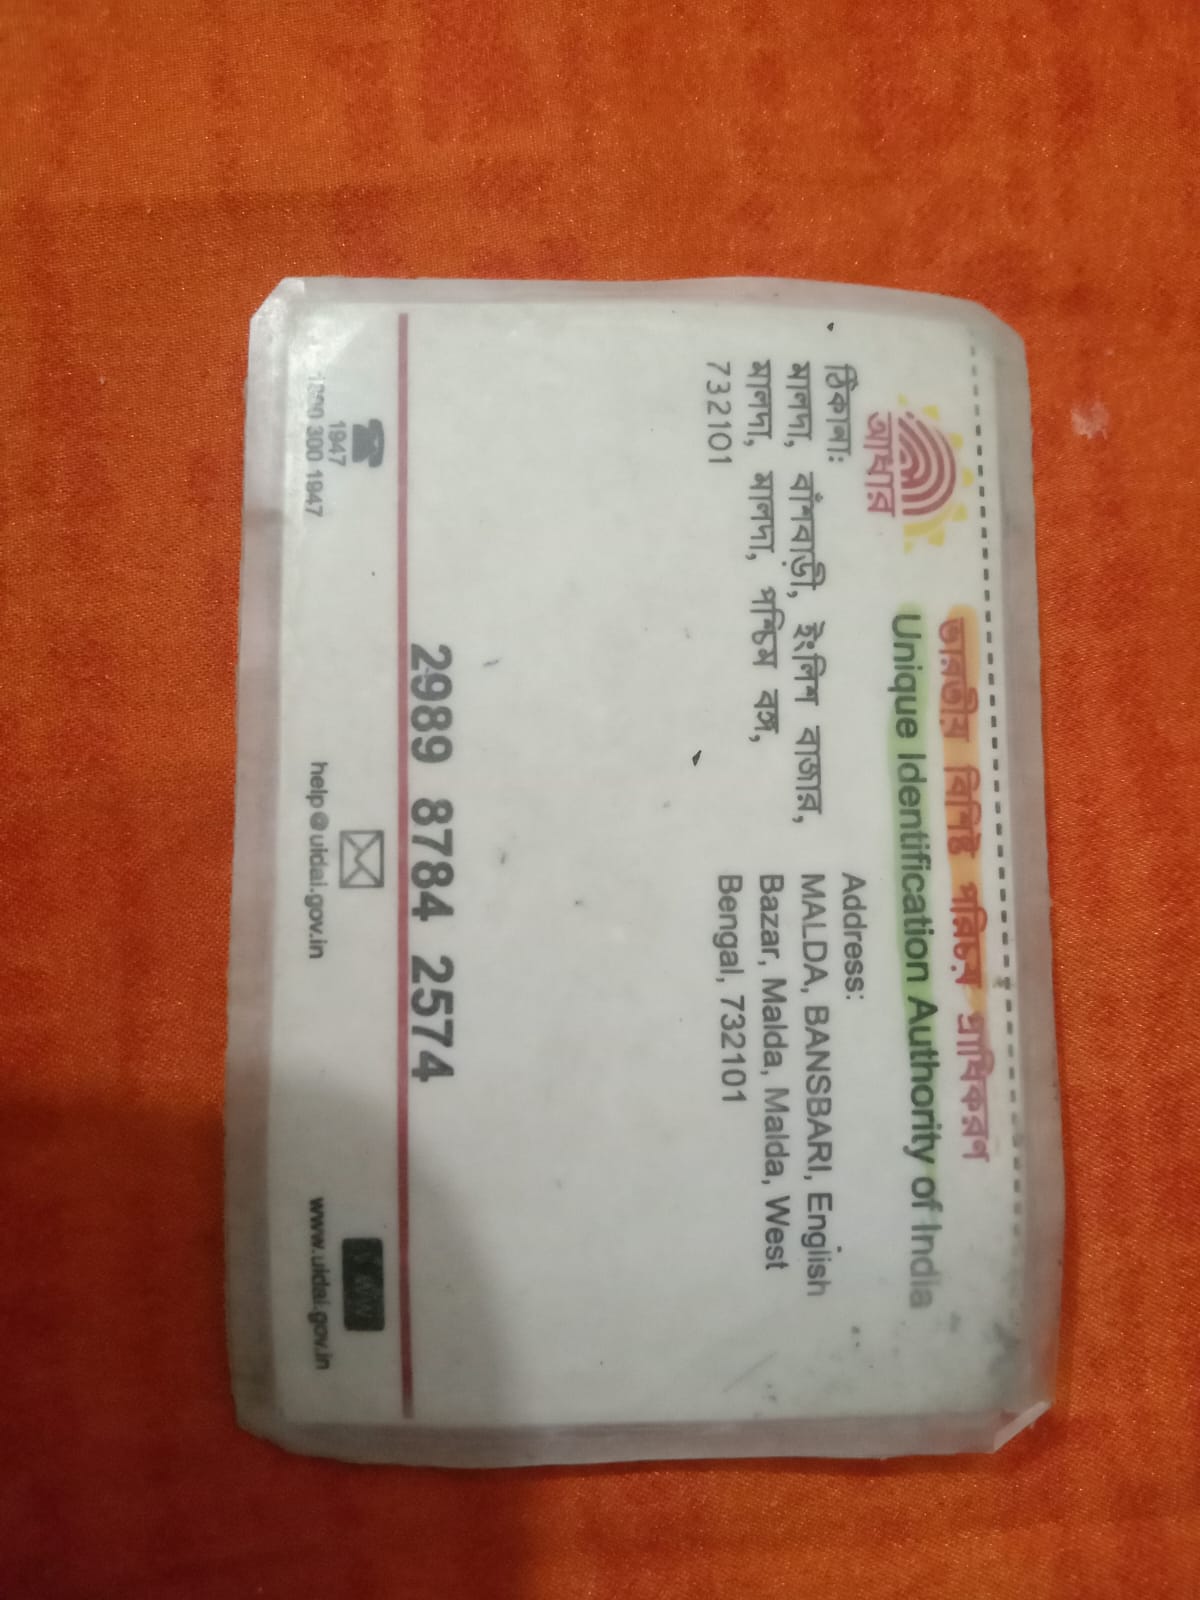 ভারতীয় বিশিষ্ট পরিচয় প্রাধিকরণ
Unique Identification Authority of India
আধার
ঠিকানা:
মালদা, বাঁশবাড়ী, ইংলিশ বাজার,
মালদা, মালদা, পশ্চিম বঙ্গ,
732101
Address:
MALDA, BANSBARI, English
Bazar, Malda, Malda, West
Bengal, 732101
2989 8784 2574
1947
1800 300 1947
help@uidai.gov.in
WWW
www.uidai.gov.in